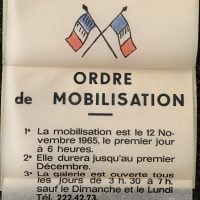 ORDRE
de MOBILISATION
1° La mobilisation est le 12 No-
vembre 1965, le premier jour
à 6 heures.
2° Elle durera jusqu'au premier
Décembre.
3° La galerie est ouverte tous
les jours de 3 h. 30 à 7 h.
sauf le Dimanche et le Lundi
Tél. 222.42.73.